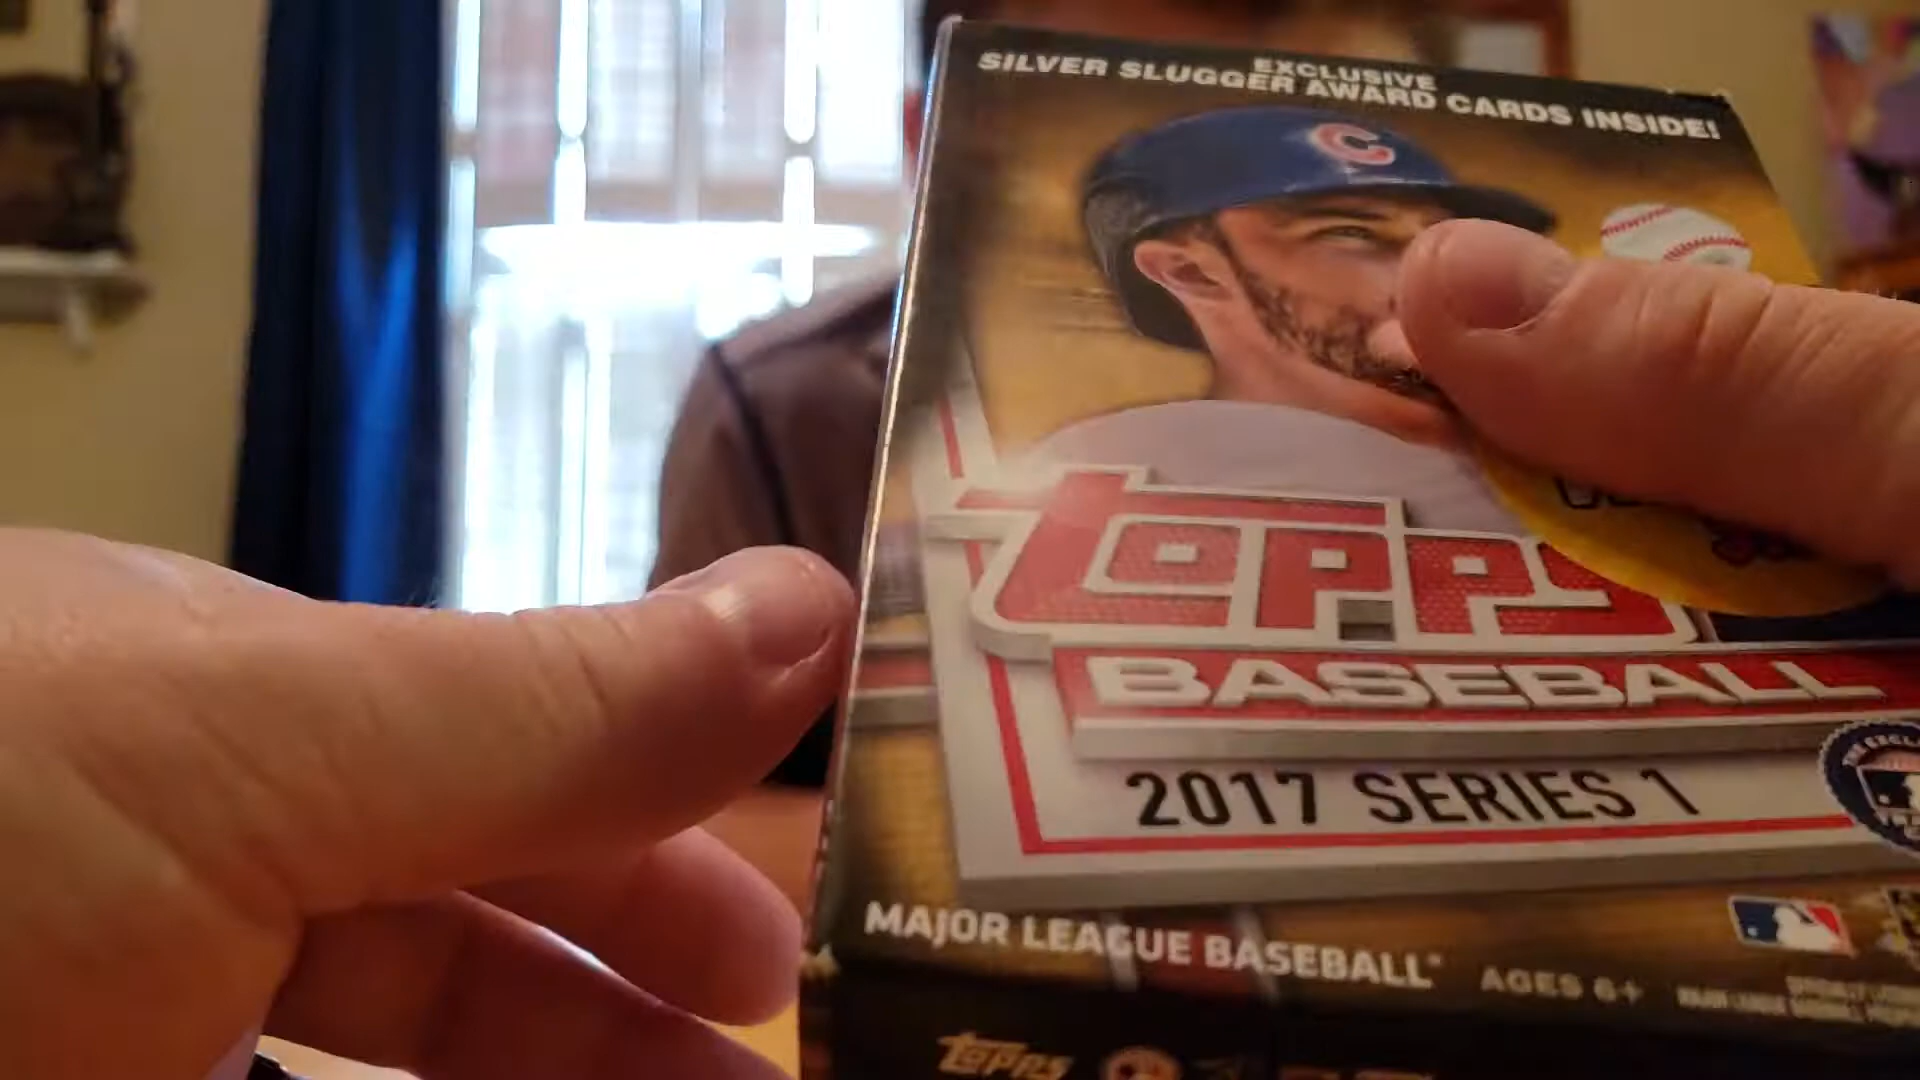 EXCLUSIVE
SILVER SLUGGER AWARD CARDS INSIDE!
C
topps
BASEBALL
2017 SERIES 1
MAJOR LEAGUE BASEBALL
AGES 6+
topps